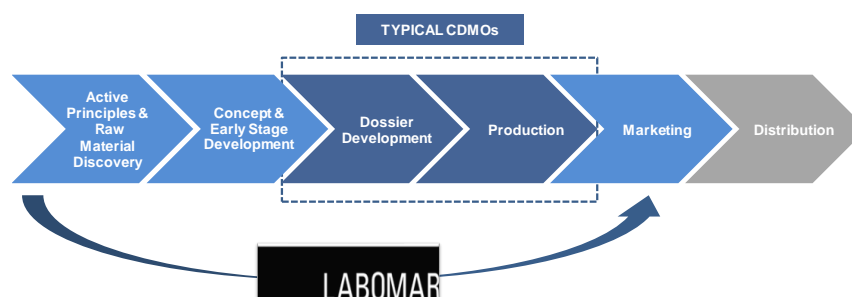 TYPICAL CDMOs
Active
Principles &
Raw
Material
Discovery
Concept &
Early Stage
Development
Dossier
Development
Production
Marketing
Distribution
LABOMAR